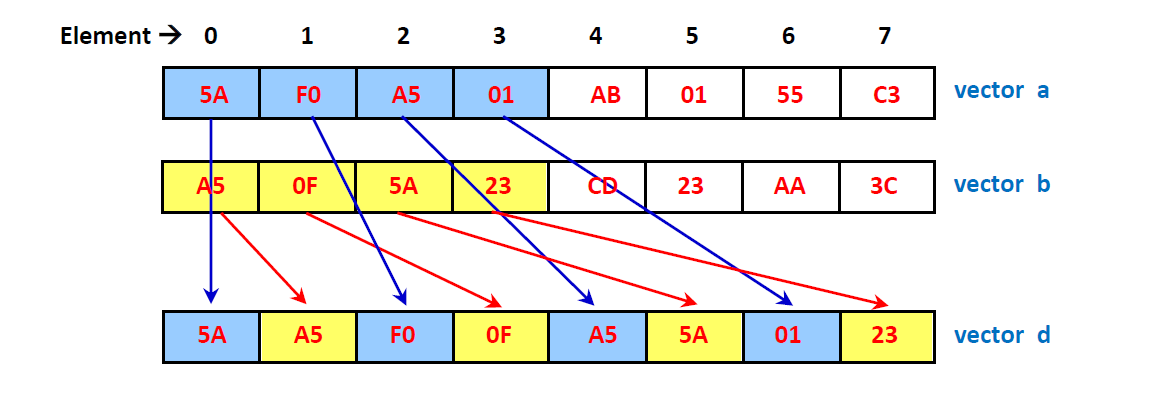 Element → 0 1 2 3 4 5 6 7
5A F0 A5 01 AB 01 55 C3 vector a
A5 0F 5A 23 CD 23 AA 3C vector b
5A A5 F0 0F A5 5A 01 23 vector d